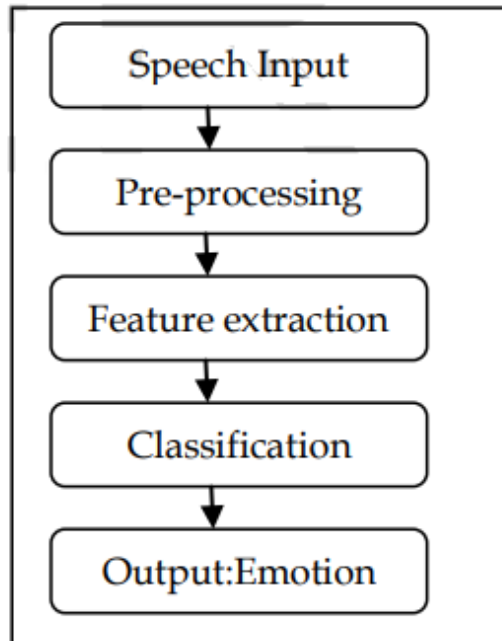 Speech Input
Pre-processing
Feature extraction
Classification
Output:Emotion